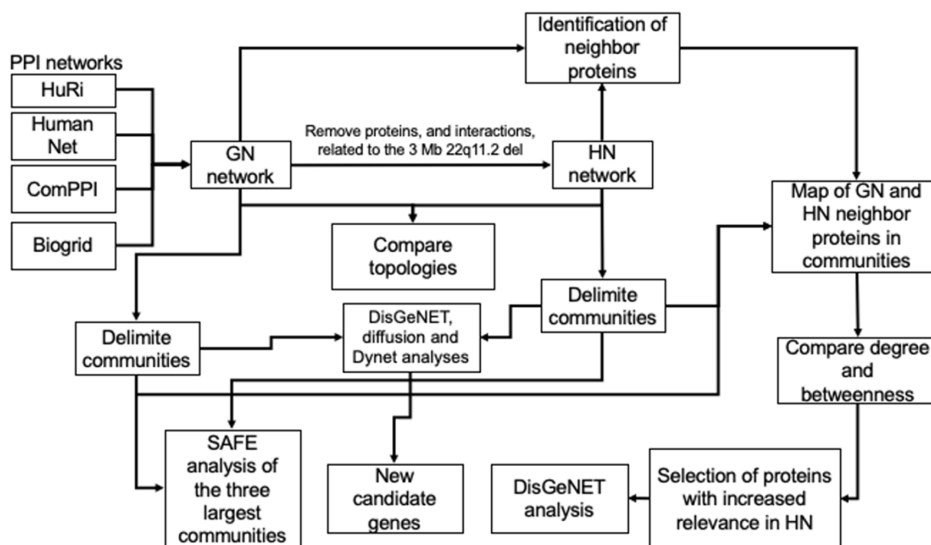 Identification of
neighbor
proteins
PPI networks
HuRi
Human
Net
ComPPI
Biogrid
GN
network
Remove proteins, and interactions,
related to the 3 Mb 22q11.2 del
HN
network
Map of GN and
HN neighbor
proteins in
communities
Compare
topologies
Delimite
communities
DisGeNET,
diffusion and
Dynet analyses
Delimite
communities
Compare degree
and
betweenness
SAFE
analysis of
the three
largest
communities
New
candidate
genes
DisGeNET
analysis
Selection of proteins
with increased
relevance in HN